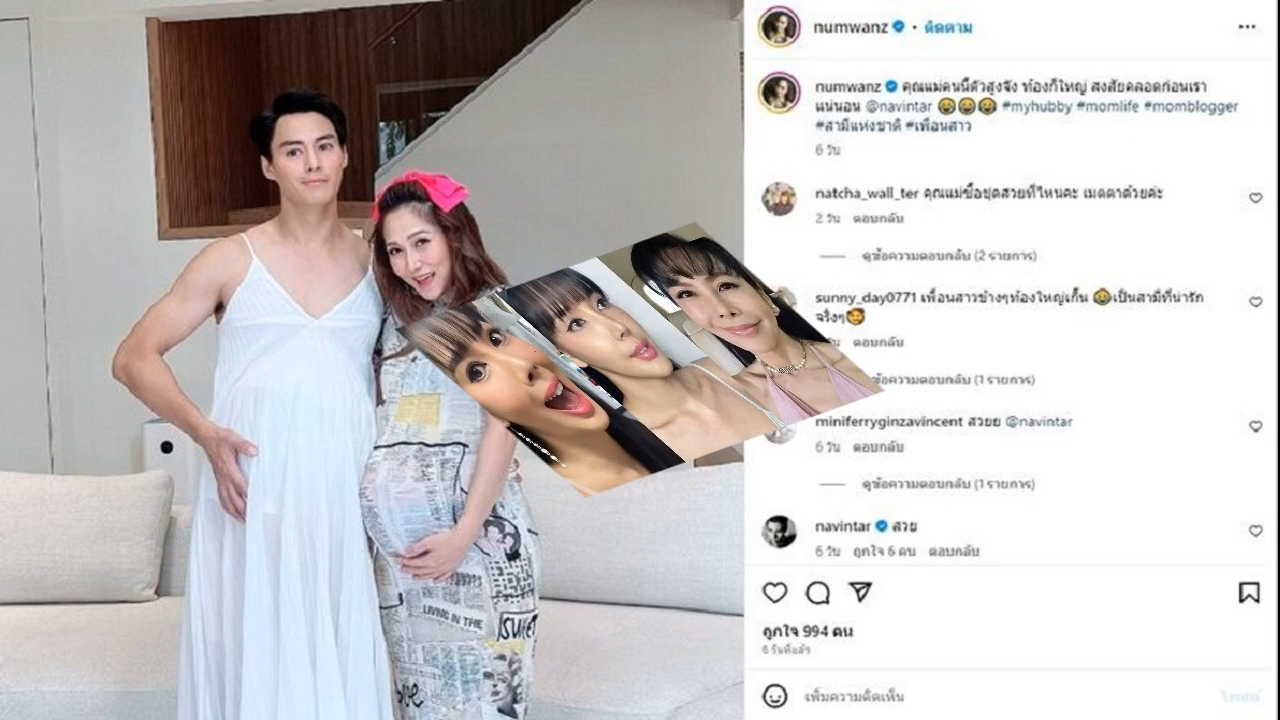 numwanz • ติดตาม
numwanz คุณแม่คนนี้ตัวสูงจัง ท้องก็ใหญ่ สงสัยคลอดก่อนเรา
แน่นอน @navintar 😂😂😂 #myhubby #momlife #momblogger
#สามีแห่งชาติ #เพื่อนสาว
6 วัน
natcha_wall_ter คุณแม่ซื้อชุดสวยที่ไหนคะ เมตตาด้วยค่ะ
2 วัน ตอบกลับ
ดูข้อความตอบกลับ (2 รายการ)
sunny_day0771 เพื่อนสาวข้างๆท้องใหญ่เกิ้น 😂เป็นสามีที่น่ารัก
จริงๆ🥰
วัน ตอบกลับ
ข้อความตอบกลับ (1 รายการ)
miniferryginzavincent สวยย @navintar
6 วัน ตอบกลับ
ดูข้อความตอบกลับ (1 รายการ)
navintar สวย
6 วัน ถูกใจ 6 คน ตอบกลับ
ถูกใจ 994 คน
6 วันที่แล้ว
เพิ่มความคิดเห็น
โพสต์
LIVING IN THE
love